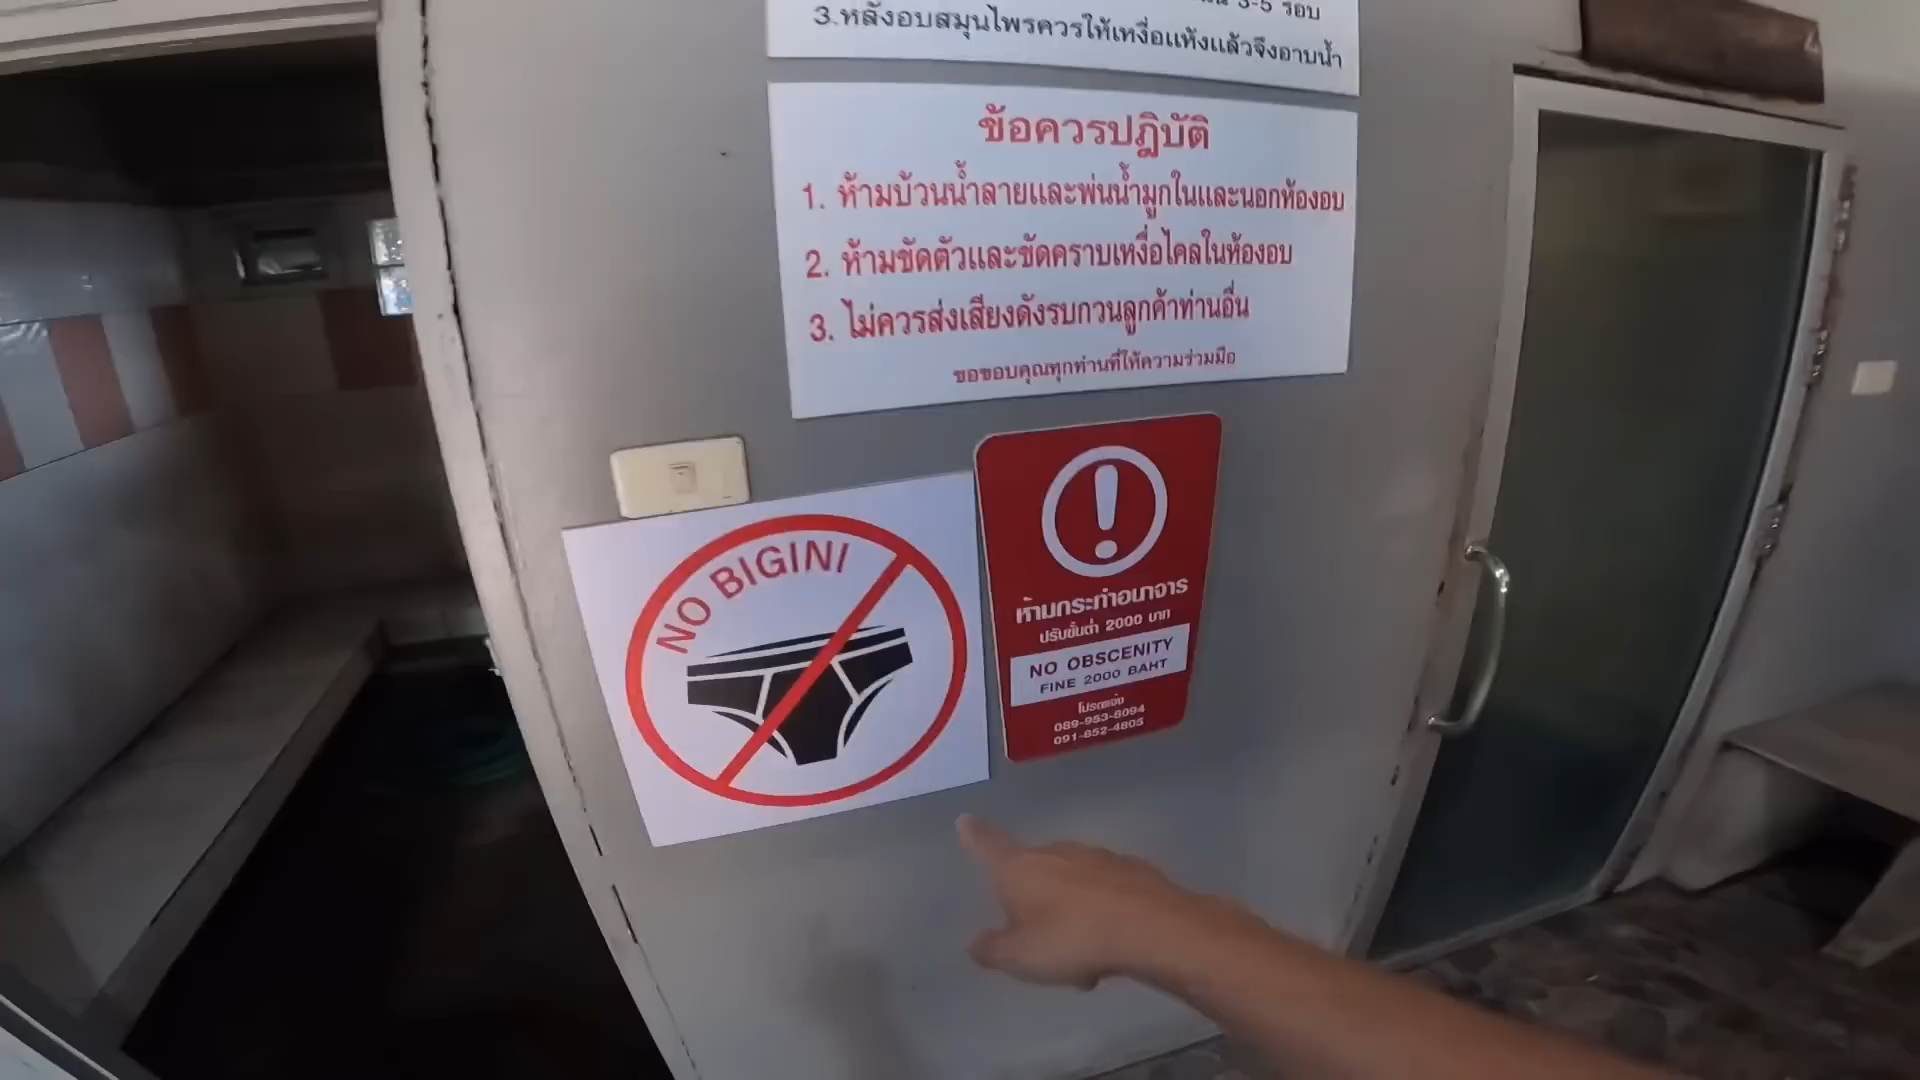 3-5 รอบ
3.หลังอบสมุนไพรควรให้เหงื่อแห้งแล้วจึงอาบน้ำ
ข้อควรปฎิบัติ
1. ห้ามบ้วนน้ำลายและพ่นน้ำมูกในและนอกห้องอบ
2. ห้ามขัดตัวและขัดคราบเหงื่อไคลในห้องอบ
3. ไม่ควรส่งเสียงดังรบกวนลูกค้าท่านอื่น
ขอขอบคุณทุกท่านที่ให้ความร่วมมือ
NO BIGINI
ห้ามกระทำอนาจาร
ปรับขั้นต่ำ 2000 บาท
NO OBSCENITY
FINE 2000 BAHT
โปรดแจ้ง
089-953-8094
091-852-4805